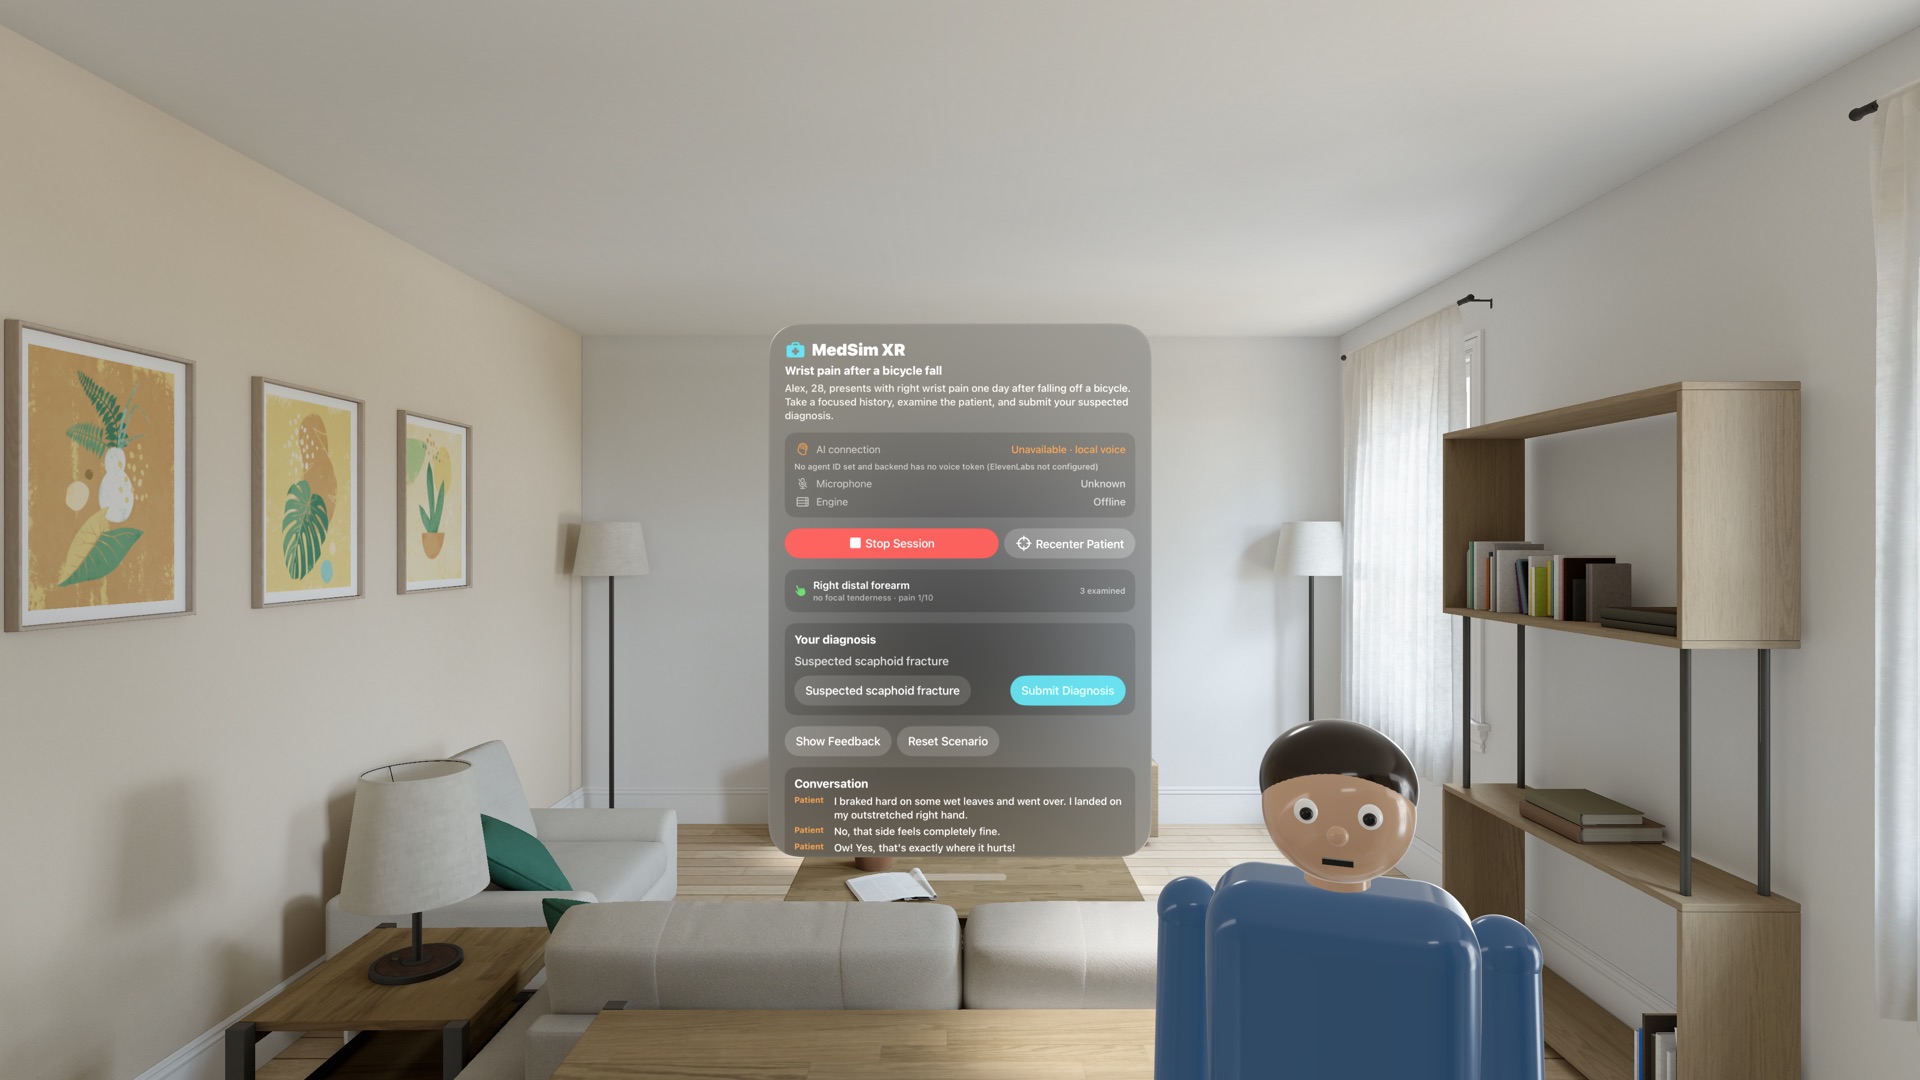 MedSim XR
Wrist pain after a bicycle fall
Alex, 28, presents with right wrist pain one day after falling off a bicycle.
Take a focused history, examine the patient, and submit your suspected
diagnosis.
AI connection
Unavailable · local voice
No agent ID set and backend has no voice token (ElevenLabs not configured)
Microphone
Unknown
Engine
Offline
Stop Session
Recenter Patient
Right distal forearm
no focal tenderness · pain 1/10
3 examined
Your diagnosis
Suspected scaphoid fracture
Suspected scaphoid fracture
Submit Diagnosis
Show Feedback
Reset Scenario
Conversation
Patient I braked hard on some wet leaves and went over. I landed on
my outstretched right hand.
Patient No, that side feels completely fine.
Patient Ow! Yes, that's exactly where it hurts!